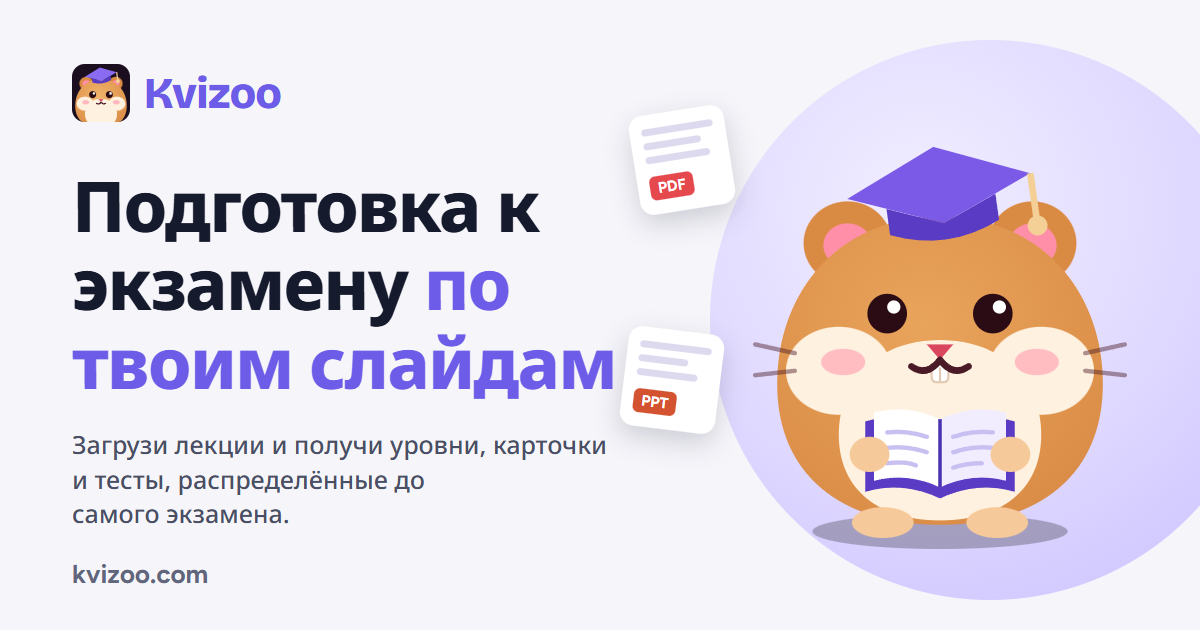 Kvizoo
Подготовка к
экзамену по
твоим слайдам
Загрузи лекции и получи уровни, карточки
и тесты, распределённые до
самого экзамена.
kvizoo.com
PDF
PPT